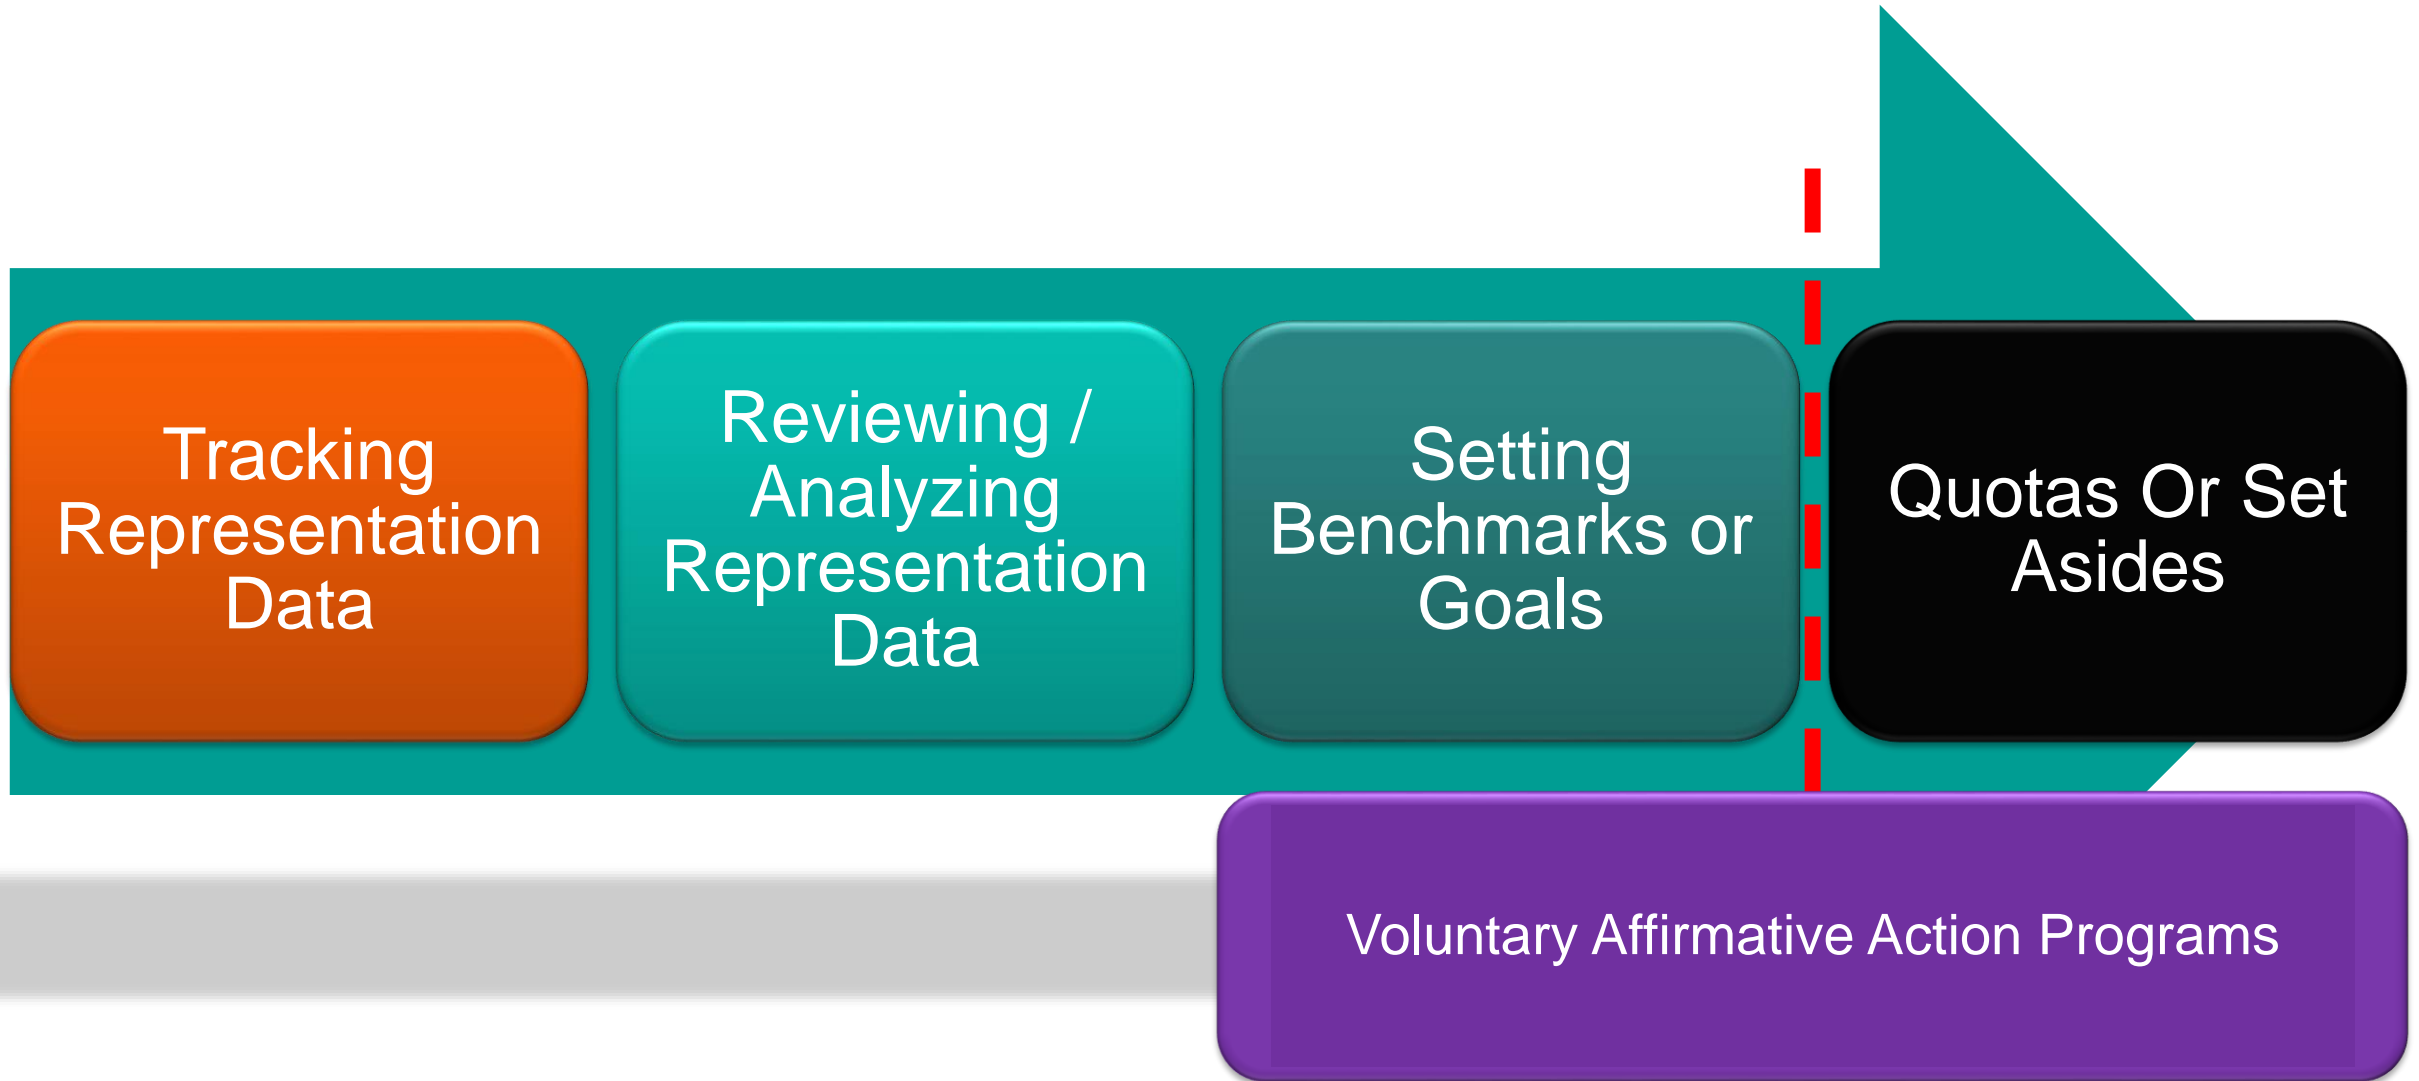 Tracking
Representation
Data
Reviewing /
Analyzing
Representation
Data
Setting
Benchmarks or
Goals
Quotas Or Set
Asides
Voluntary Affirmative Action Programs